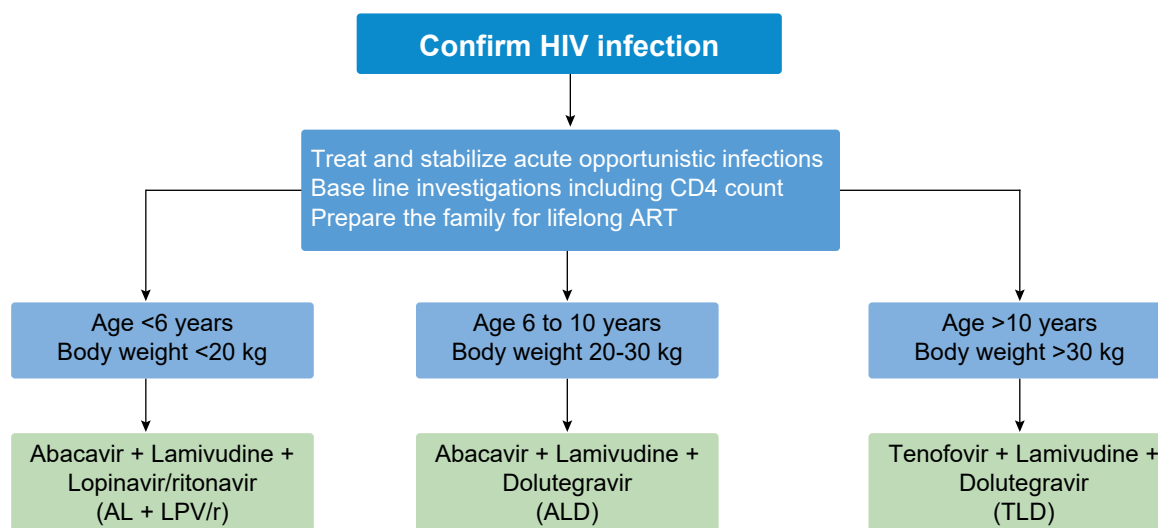 Confirm HIV infection
Treat and stabilize acute opportunistic infections
Base line investigations including CD4 count
Prepare the family for lifelong ART
Age <6 years
Body weight <20 kg
Age 6 to 10 years
Body weight 20-30 kg
Age >10 years
Body weight >30 kg
Abacavir + Lamivudine +
Lopinavir/ritonavir
(AL + LPV/r)
Abacavir + Lamivudine +
Dolutegravir
(ALD)
Tenofovir + Lamivudine +
Dolutegravir
(TLD)